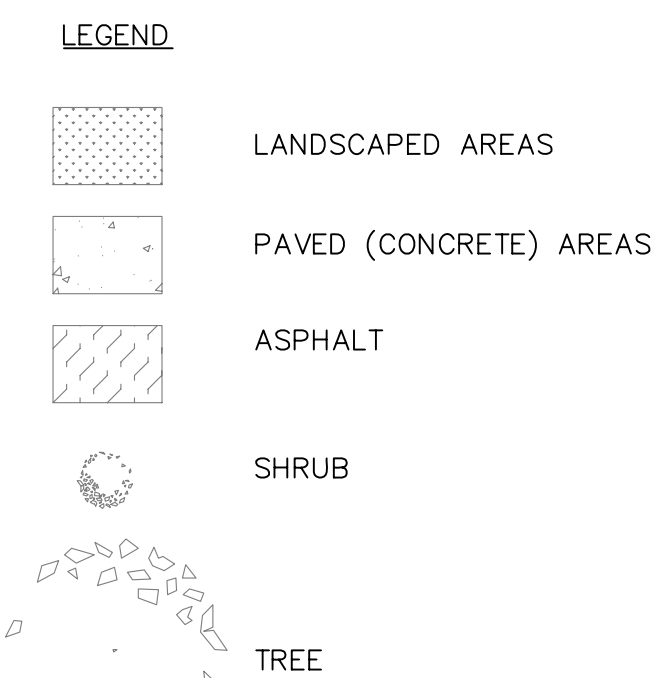 LEGEND
LANDSCAPED AREAS
PAVED (CONCRETE) AREAS
ASPHALT
SHRUB
TREE